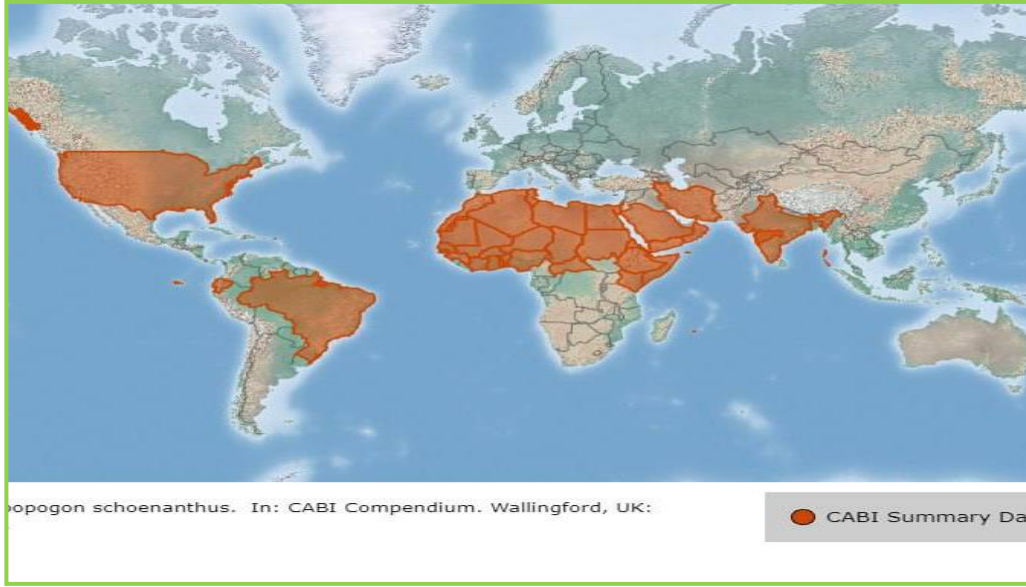 opogon schoenanthus. In: CABI Compendium. Wallingford, UK:
CABI Summary Da